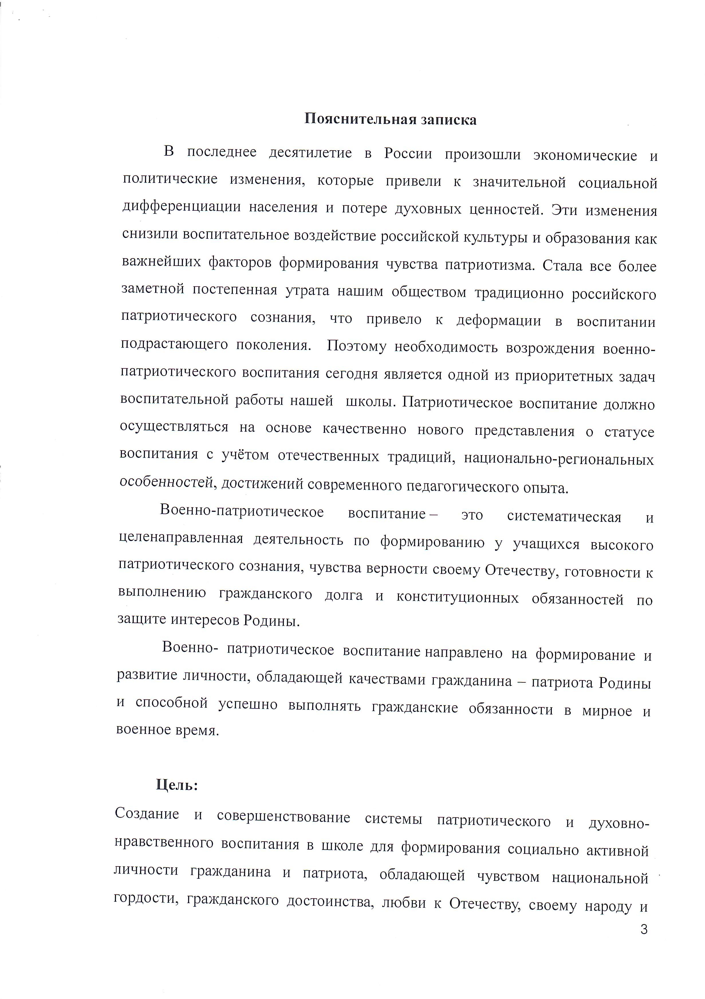 Пояснительная записка
В последнее десятилетие в России произошли экономические и
политические изменения, которые привели к значительной социальной
дифференциации населения и потере духовных ценностей. Эти изменения
снизили воспитательное воздействие российской культуры и образования как
важнейших факторов формирования чувства патриотизма. Стала все более
заметной постепенная утрата нашим обществом традиционно российского
патриотического сознания, что привело к деформации в воспитании
подрастающего поколения. Поэтому необходимость возрождения военно-
патриотического воспитания сегодня является одной из приоритетных задач
воспитательной работы нашей школы. Патриотическое воспитание должно
осуществляться на основе качественно нового представления о статусе
воспитания с учётом отечественных традиций, национально-региональных
особенностей, достижений современного педагогического опыта.
Военно-патриотическое воспитание – это систематическая и
целенаправленная деятельность по формированию у учащихся высокого
патриотического сознания, чувства верности своему Отечеству, готовности к
выполнению гражданского долга и конституционных обязанностей по
защите интересов Родины.
Военно- патриотическое воспитание направлено на формирование и
развитие личности, обладающей качествами гражданина – патриота Родины
и способной успешно выполнять гражданские обязанности в мирное и
военное время.
Цель:
Создание и совершенствование системы патриотического и духовно-
нравственного воспитания в школе для формирования социально активной
личности гражданина и патриота, обладающей чувством национальной
гордости, гражданского достоинства, любви к Отечеству, своему народу и
3